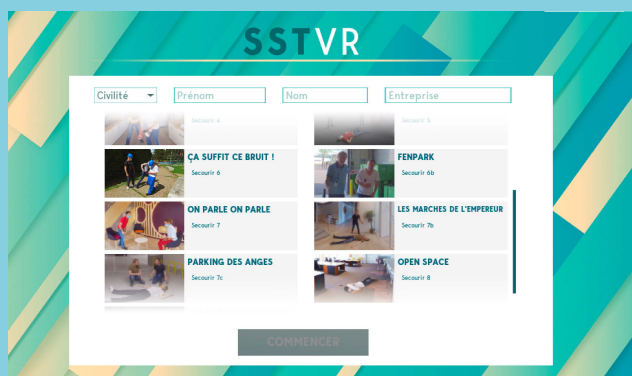 SSTVR
Civilité Prénom Nom Entreprise
Secourir 4 Secourir 5
ÇA SUFFIT CE BRUIT ! FENPARK
Secourir 6 Secourir 6b
ON PARLE ON PARLE LES MARCHES DE L'EMPEREUR
Secourir 7 Secourir 7b
PARKING DES ANGES OPEN SPACE
Secourir 7c Secourir 8
COMMENCER